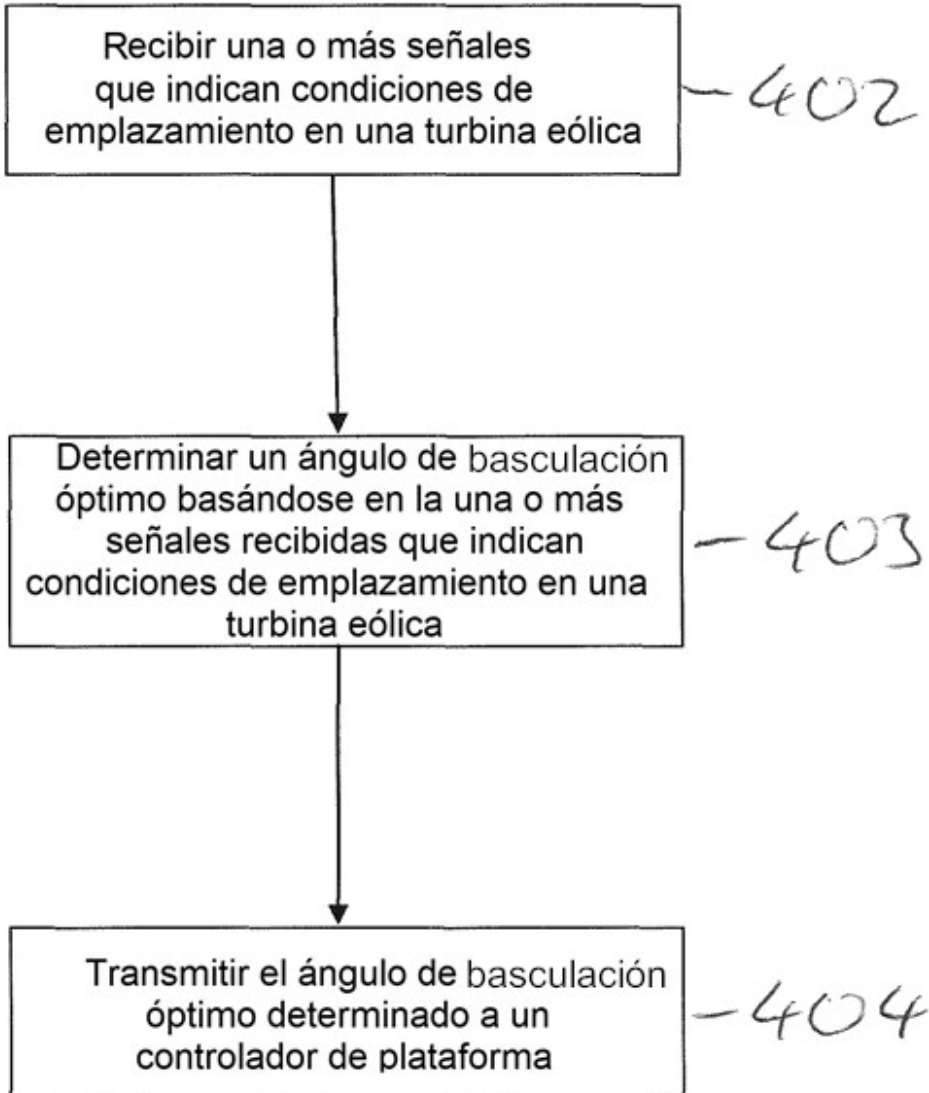 Recibir una o más señales
que indican condiciones de
emplazamiento en una turbina eólica
-402
Determinar un ángulo de basculación
óptimo basándose en la una o más
señales recibidas que indican
condiciones de emplazamiento en una
turbina eólica
-403
Transmitir el ángulo de basculación
óptimo determinado a un
controlador de plataforma
-404